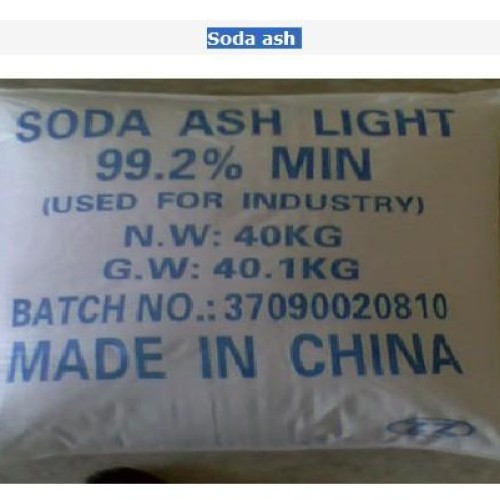 Soda ash
SODA ASH LIGHT
99.2% MIN
(USED FOR INDUSTRY)
N.W: 40KG
G.W: 40.1KG
BATCH NO.: 37090020810
MADE IN CHINA